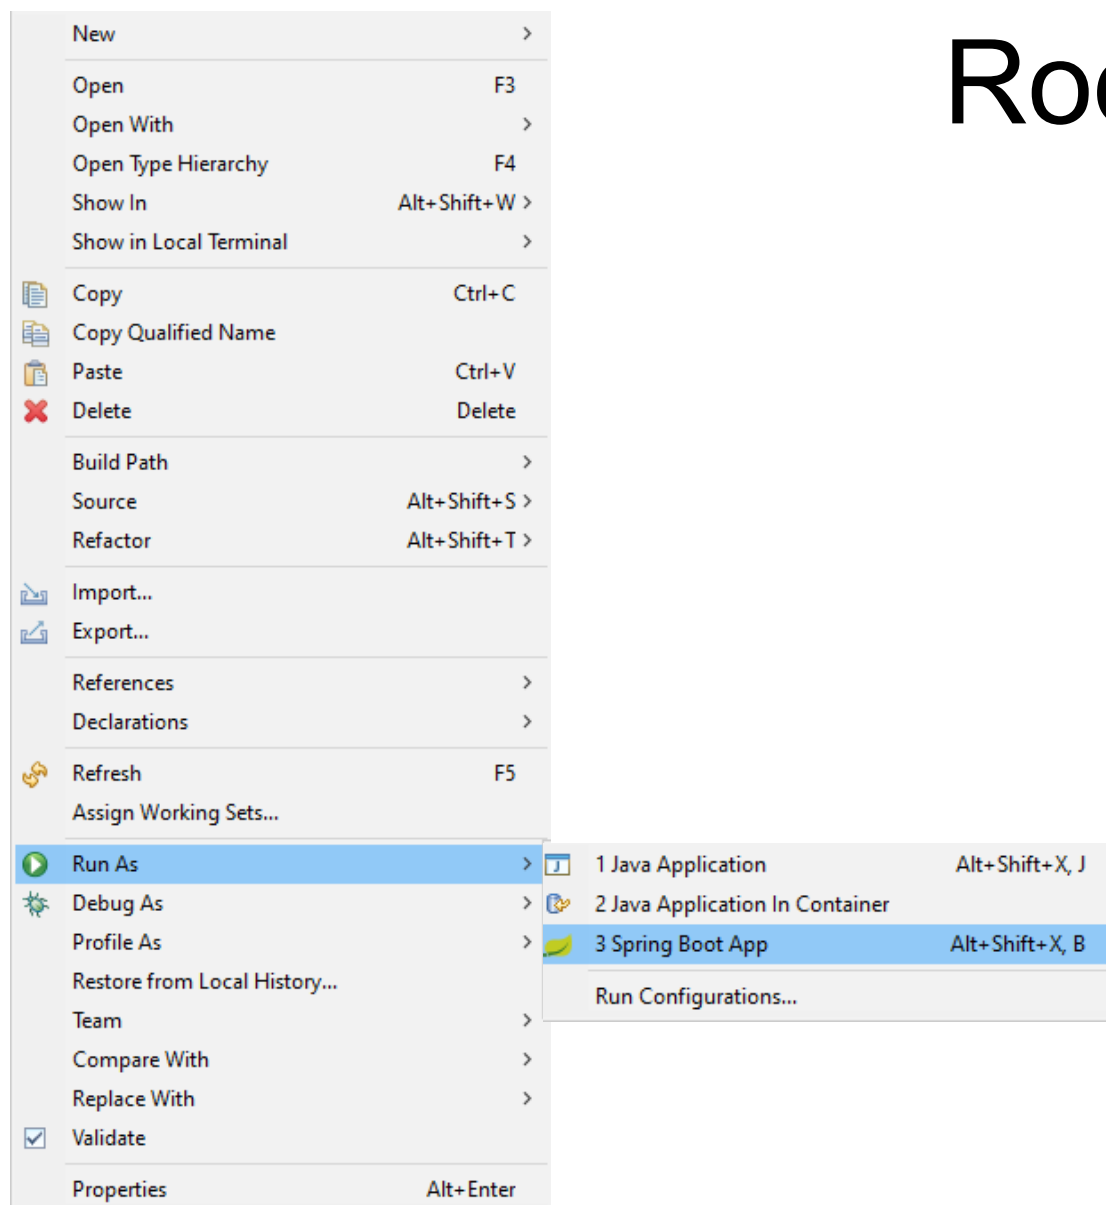 New
Open F3
Open With
Open Type Hierarchy F4
Show In Alt+Shift+W
Show in Local Terminal
Copy Ctrl+C
Copy Qualified Name
Paste Ctrl+V
Delete Delete
Build Path
Source Alt+Shift+S
Refactor Alt+Shift+T
Import...
Export...
References
Declarations
Refresh F5
Assign Working Sets...
Run As
Debug As
Profile As
Restore from Local History...
Team
Compare With
Replace With
Validate
Properties Alt+Enter
1 Java Application Alt+Shift+X, J
2 Java Application In Container
3 Spring Boot App Alt+Shift+X, B
Run Configurations...